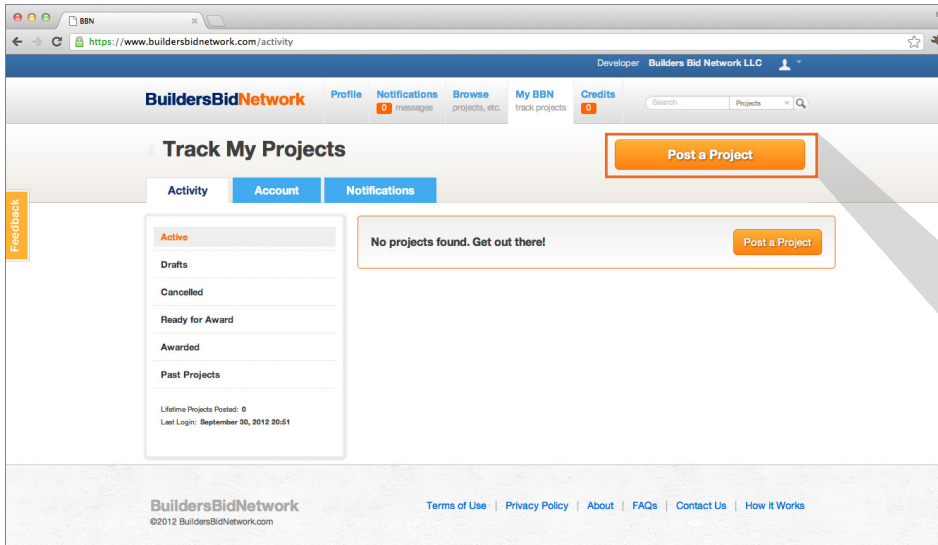 BBN
https://www.buildersbidnetwork.com/activity
Developer Builders Bid Network LLC
BuildersBidNetwork
Profile Notifications Browse My BBN Credits
0 messages projects, etc. track projects 0
Search Projects
Track My Projects
Post a Project
Activity Account Notifications
Feedback
Active
No projects found. Get out there! Post a Project
Drafts
Cancelled
Ready for Award
Awarded
Past Projects
Lifetime Projects Posted: 0
Last Login: September 30, 2012 20:51
BuildersBidNetwork
Terms of Use | Privacy Policy | About | FAQs | Contact Us | How it Works
©2012 BuildersBidNetwork.com